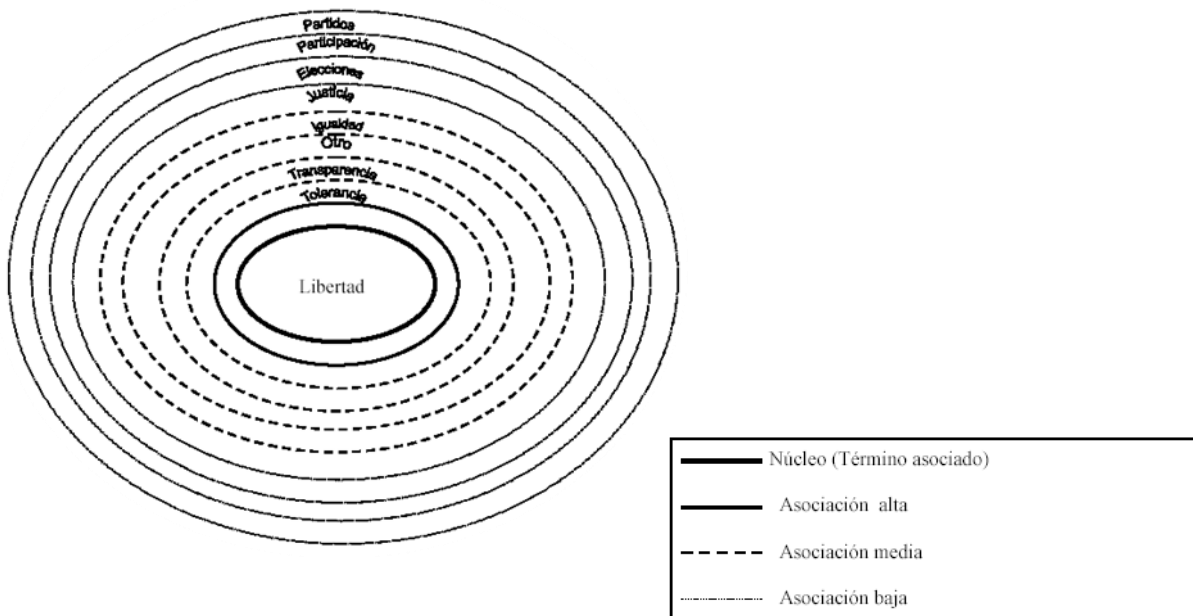 Partidos
Participación
Elecciones
Justicia
Igualdad
Otro
Transparencia
Tolerancia
Libertad
Núcleo (Término asociado)
Asociación alta
Asociación media
Asociación baja